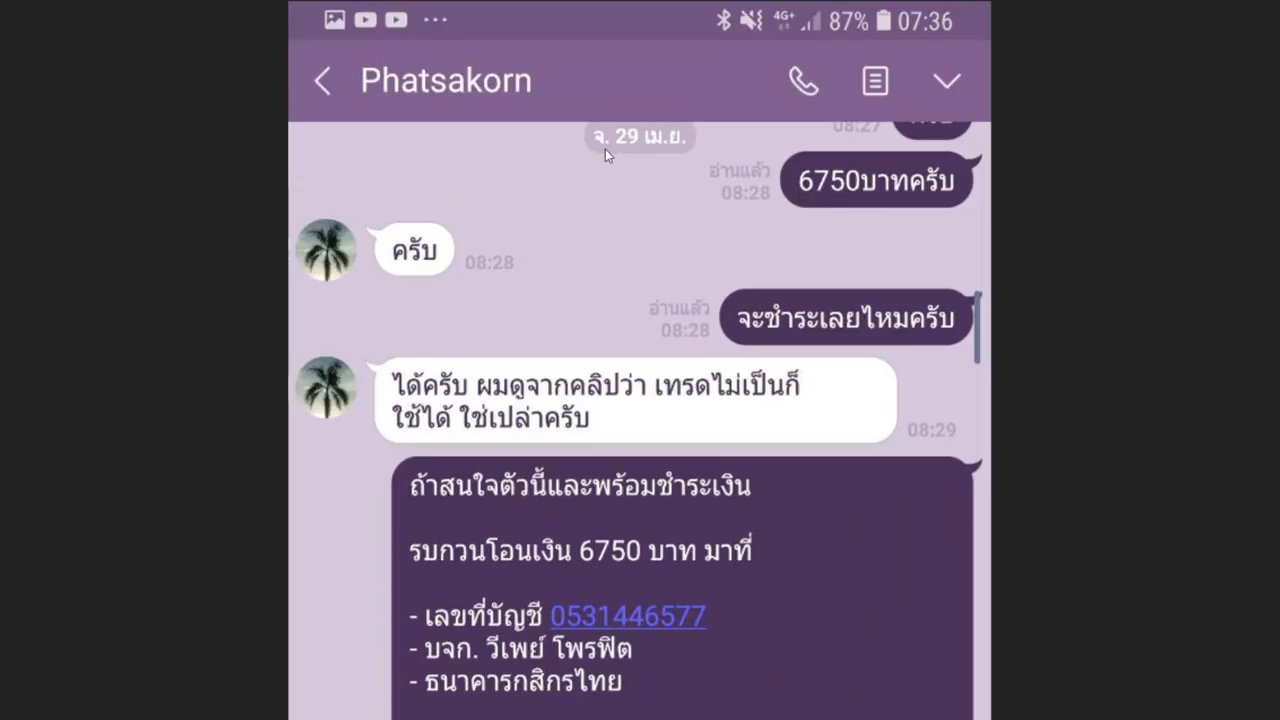 87% 07:36
Phatsakorn
จ. 29 เม.ย.
08:27
6750บาทครับ
อ่านแล้ว
08:28
ครับ
08:28
จะชำระเลยไหมครับ
อ่านแล้ว
08:28
ได้ครับ ผมดูจากคลิปว่า เทรดไม่เป็นก็
ใช้ได้ ใช่เปล่าครับ
08:29
ถ้าสนใจตัวนี้และพร้อมชำระเงิน
รบกวนโอนเงิน 6750 บาท มาที่
- เลขที่บัญชี 0531446577
- บจก. วีเพย์ โพรฟิต
- ธนาคารกสิกรไทย